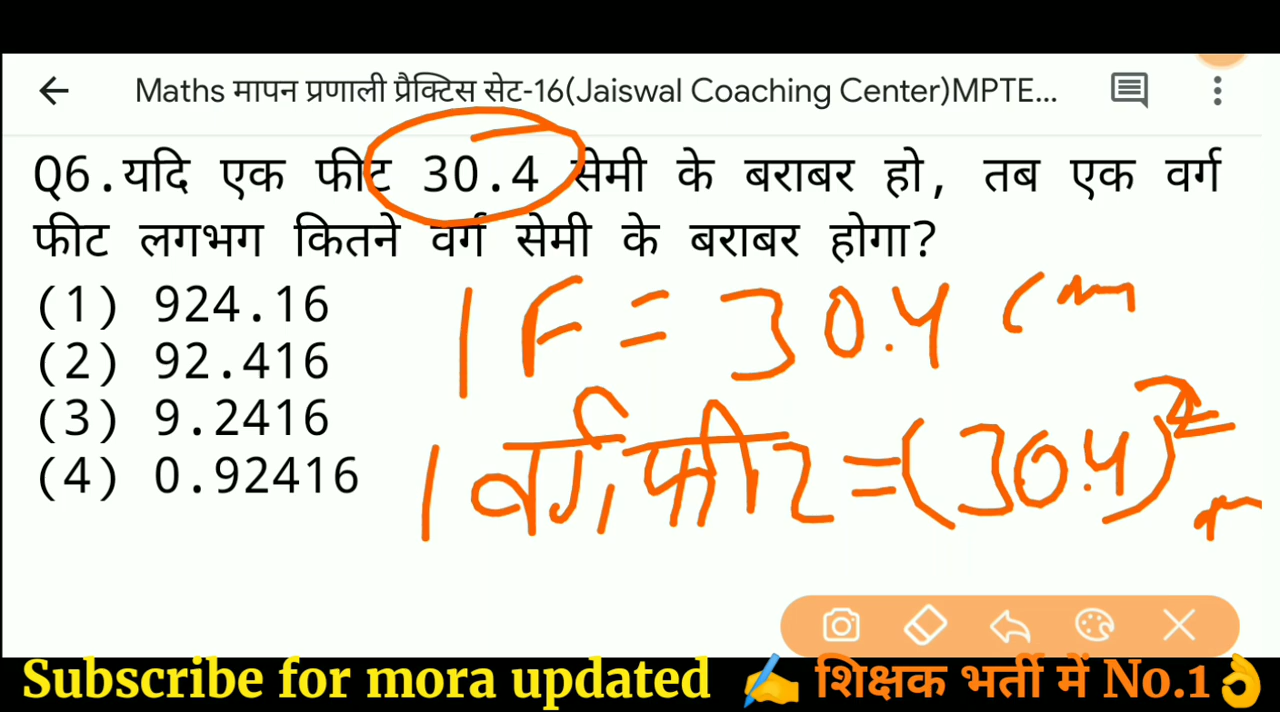 Maths मापन प्रणाली प्रैक्टिस सेट-16(Jaiswal Coaching Center)MPTE...
Q6.यदि एक फीट 30.4 सेमी के बराबर हो, तब एक वर्ग
फीट लगभग कितने वर्ग सेमी के बराबर होगा?
(1) 924.16
(2) 92.416
(3) 9.2416
(4) 0.92416
1 F = 30.4 cm
1 वर्ग फीट = (30.4)²
Subscribe for mora updated ✍️ शिक्षक भर्ती में No.1👌